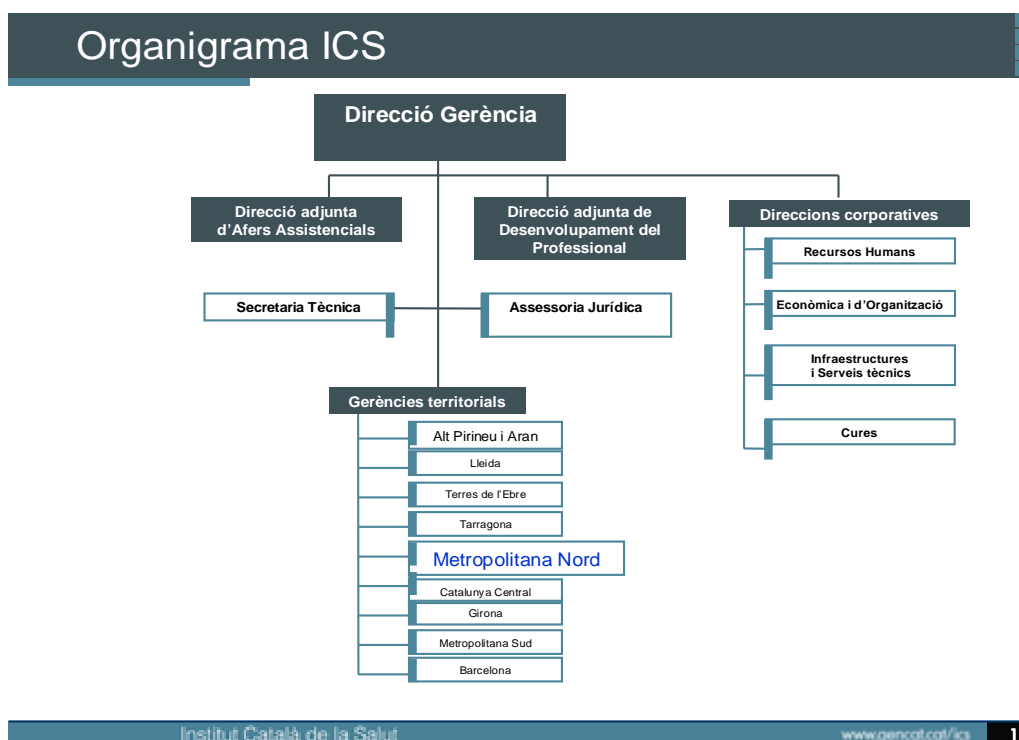 Organigrama ICS
Direcció Gerència
Direcció adjunta
d'Afers Assistencials
Direcció adjunta de
Desenvolupament del
Professional
Direccions corporatives
Recursos Humans
Econòmica i d'Organització
Infraestructures
i Serveis tècnics
Cures
Secretaria Tècnica
Assessoria Jurídica
Gerències territorials
Alt Pirineu i Aran
Lleida
Terres de l'Ebre
Tarragona
Metropolitana Nord
Catalunya Central
Girona
Metropolitana Sud
Barcelona
Institut Català de la Salut
www.gencat.cat/ics
1